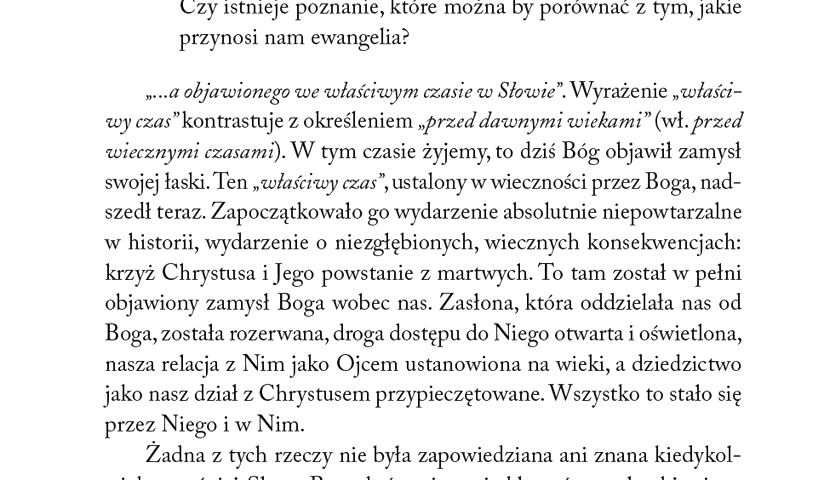 Czy istnieje poznanie, które można by porównać z tym, jakie
przynosi nam ewangelia?
„...a objawionego we właściwym czasie w Słowie”. Wyrażenie „właści-
wy czas” kontrastuje z określeniem „przed dawnymi wiekami” (wł. przed
wiecznymi czasami). W tym czasie żyjemy, to dziś Bóg objawił zamysł
swojej łaski. Ten „właściwy czas”, ustalony w wieczności przez Boga, nad-
szedł teraz. Zapoczątkowało go wydarzenie absolutnie niepowtarzalne
w historii, wydarzenie o niezgłębionych, wiecznych konsekwencjach:
krzyż Chrystusa i Jego powstanie z martwych. To tam został w pełni
objawiony zamysł Boga wobec nas. Zasłona, która oddzielała nas od
Boga, została rozerwana, droga dostępu do Niego otwarta i oświetlona,
nasza relacja z Nim jako Ojcem ustanowiona na wieki, a dziedzictwo
jako nasz dział z Chrystusem przypieczętowane. Wszystko to stało się
przez Niego i w Nim.
Żadna z tych rzeczy nie była zapowiedziana ani znana kiedykol-